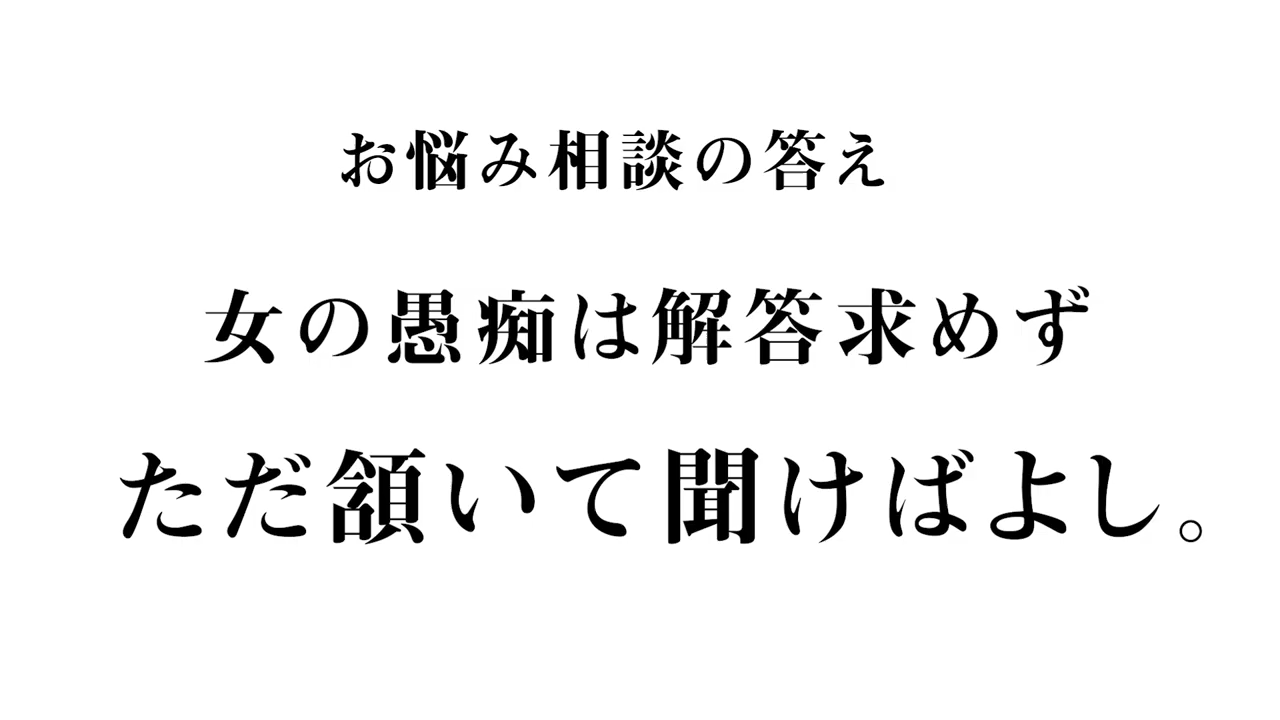 お悩み相談の答え
女の愚痴は解答求めず
ただ頷いて聞けばよし。